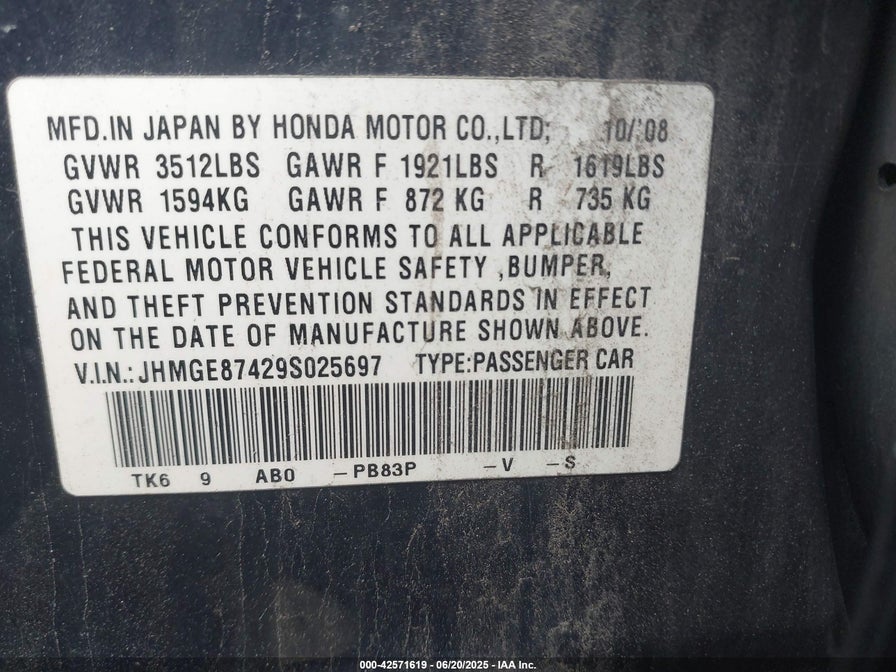 MFD.IN JAPAN BY HONDA MOTOR CO.,LTD; 10/'08
GVWR 3512LBS GAWR F 1921LBS R 1619LBS
GVWR 1594KG GAWR F 872 KG R 735 KG
THIS VEHICLE CONFORMS TO ALL APPLICABLE
FEDERAL MOTOR VEHICLE SAFETY ,BUMPER,
AND THEFT PREVENTION STANDARDS IN EFFECT
ON THE DATE OF MANUFACTURE SHOWN ABOVE.
V.I.N.:JHMGE87429S025697 TYPE:PASSENGER CAR
TK6 9 AB0 -PB83P -V -S
000-42571619 - 06/20/2025 - IAA Inc.